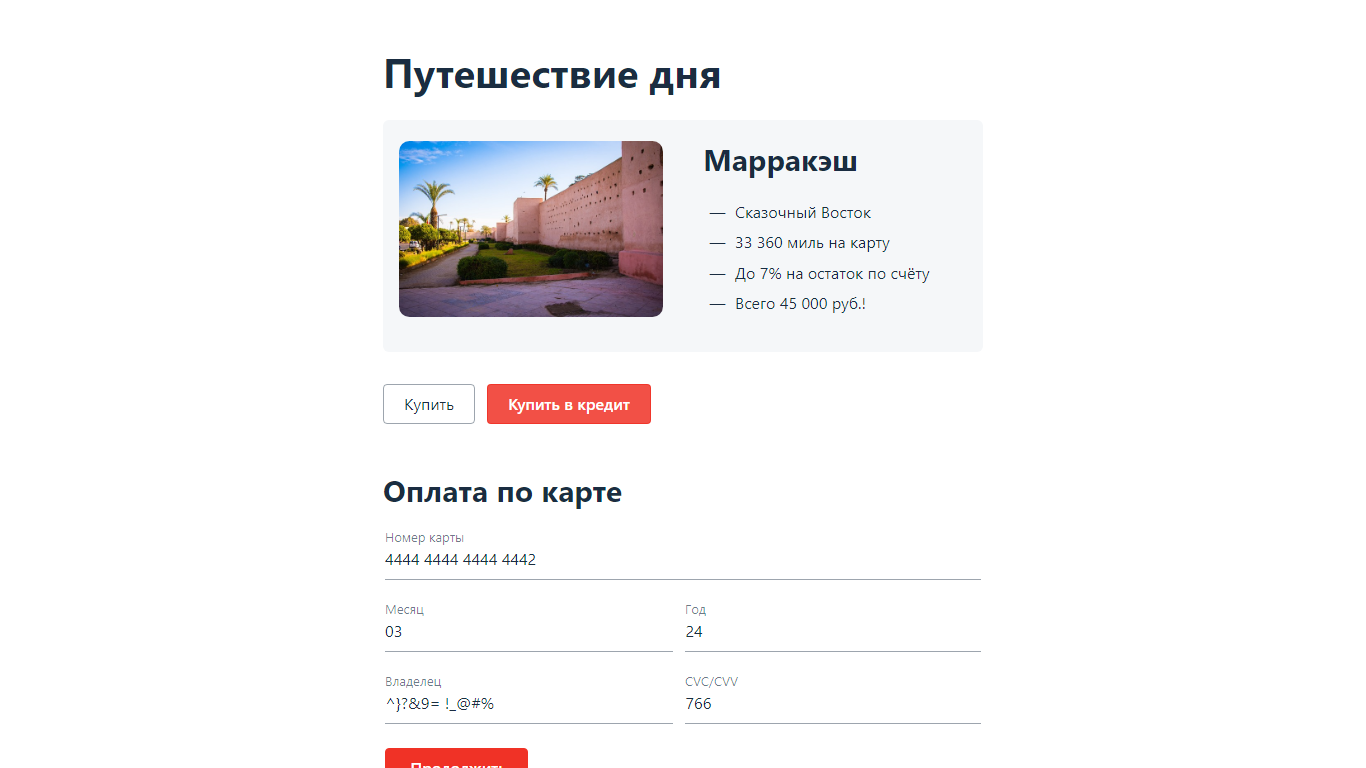 Путешествие дня
Марракэш
— Сказочный Восток
— 33 360 миль на карту
— До 7% на остаток по счёту
— Всего 45 000 руб.!
Купить
Купить в кредит
Оплата по карте
Номер карты
4444 4444 4444 4442
Месяц
Год
03
24
Владелец
CVC/CVV
^}?&9= !_@#%
766
Продолжить